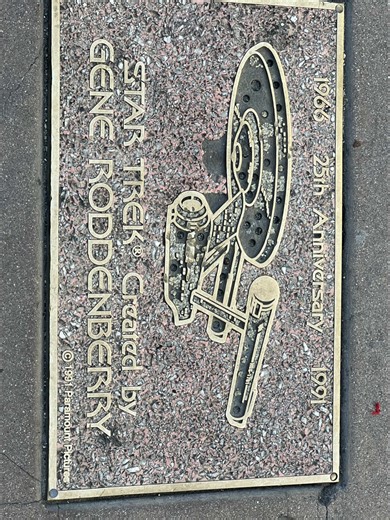 1966 25th Anniversary 1991
STAR TREK® Created by
GENE RODDENBERRY
© 1991 Paramount Pictures